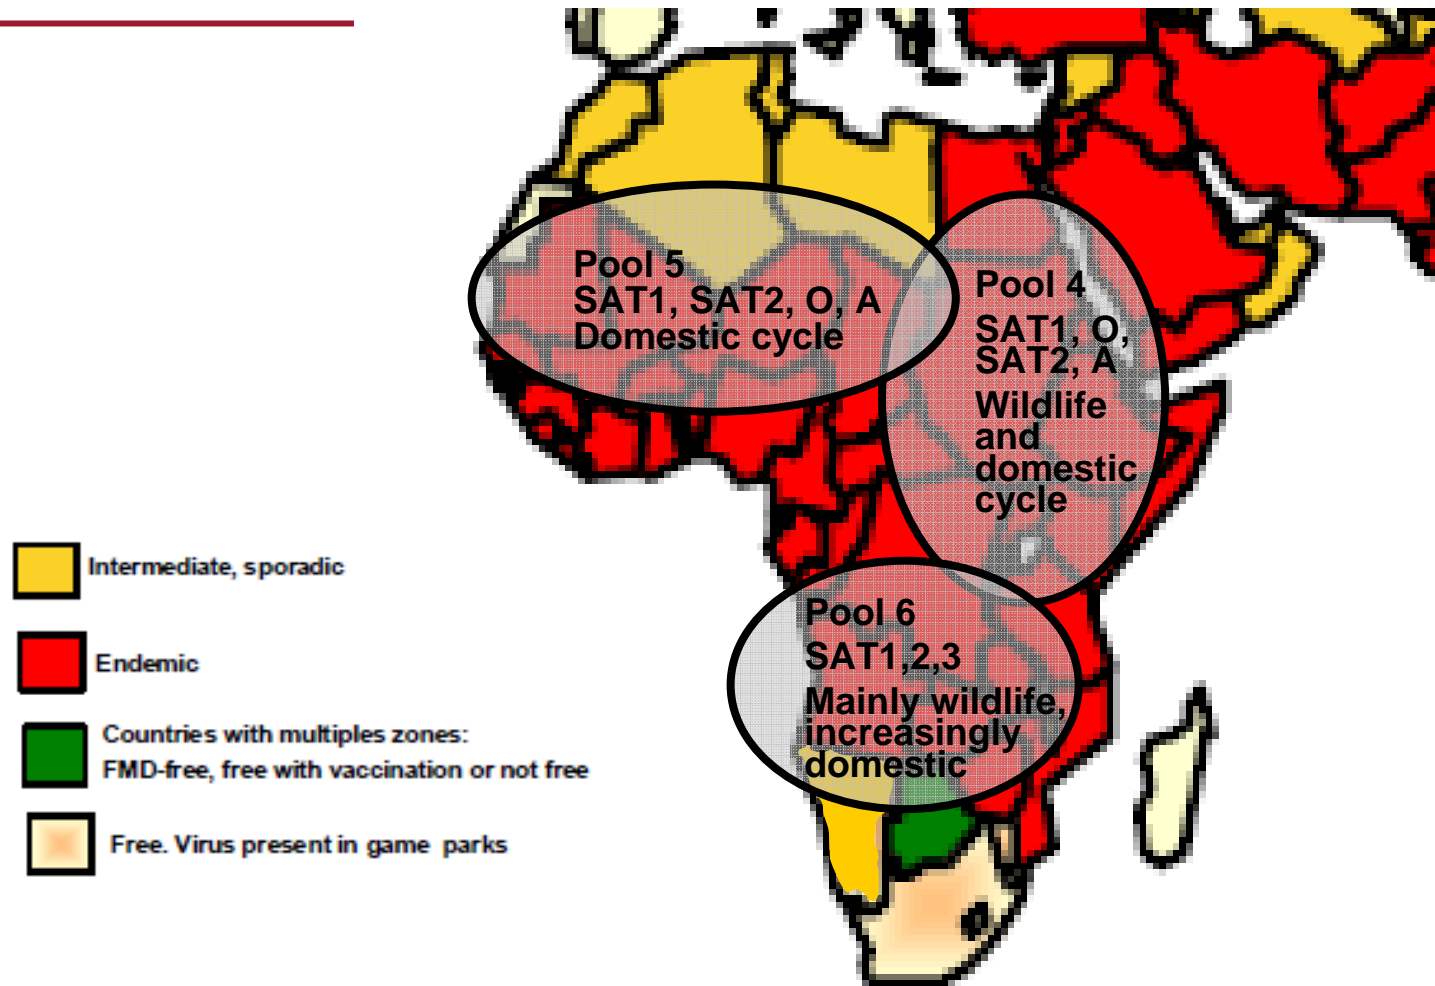 Pool 5
SAT1, SAT2, O, A
Domestic cycle
Pool 4
SAT1, O,
SAT2, A
Wildlife
and
domestic
cycle
Pool 6
SAT1,2,3
Mainly wildlife,
increasingly
domestic
Intermediate, sporadic
Endemic
Countries with multiples zones:
FMD-free, free with vaccination or not free
Free. Virus present in game parks